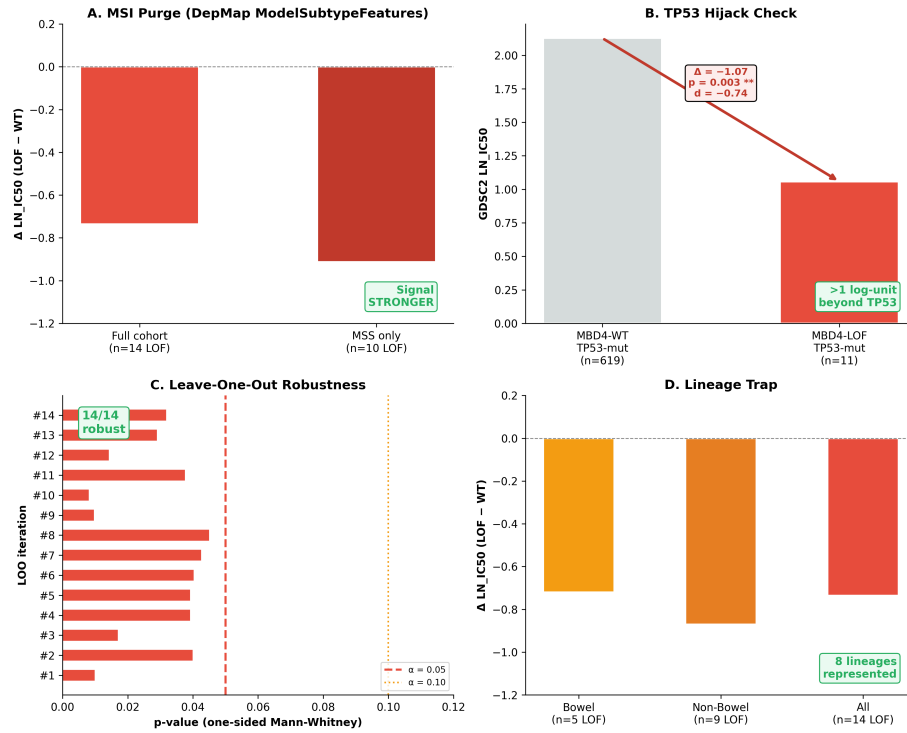 A. MSI Purge (DepMap ModelSubtypeFeatures)
Δ LN_IC50 (LOF − WT)
0.2
0.0
−0.2
−0.4
−0.6
−0.8
−1.0
−1.2
Signal
STRONGER
Full cohort
(n=14 LOF)
MSS only
(n=10 LOF)
B. TP53 Hijack Check
GDSC2 LN_IC50
2.00
1.75
1.50
1.25
1.00
0.75
0.50
0.25
0.00
Δ = −1.07
p = 0.003 **
d = −0.74
>1 log-unit
beyond TP53
MBD4-WT
TP53-mut
(n=619)
MBD4-LOF
TP53-mut
(n=11)
C. Leave-One-Out Robustness
LOO iteration
#14
#13
#12
#11
#10
#9
#8
#7
#6
#5
#4
#3
#2
#1
14/14
robust
α = 0.05
α = 0.10
0.00
0.02
0.04
0.06
0.08
0.10
0.12
p-value (one-sided Mann-Whitney)
D. Lineage Trap
Δ LN_IC50 (LOF − WT)
0.2
0.0
−0.2
−0.4
−0.6
−0.8
−1.0
−1.2
8 lineages
represented
Bowel
(n=5 LOF)
Non-Bowel
(n=9 LOF)
All
(n=14 LOF)